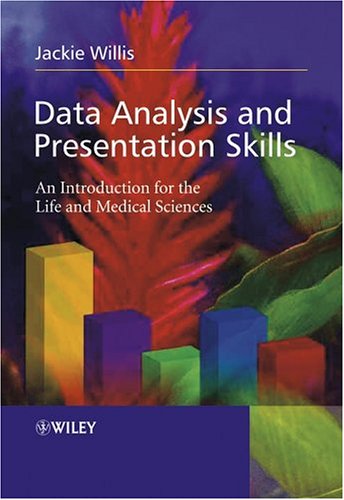 Jackie Willis
Data Analysis and
Presentation Skills
An Introduction for the
Life and Medical Sciences
WILEY